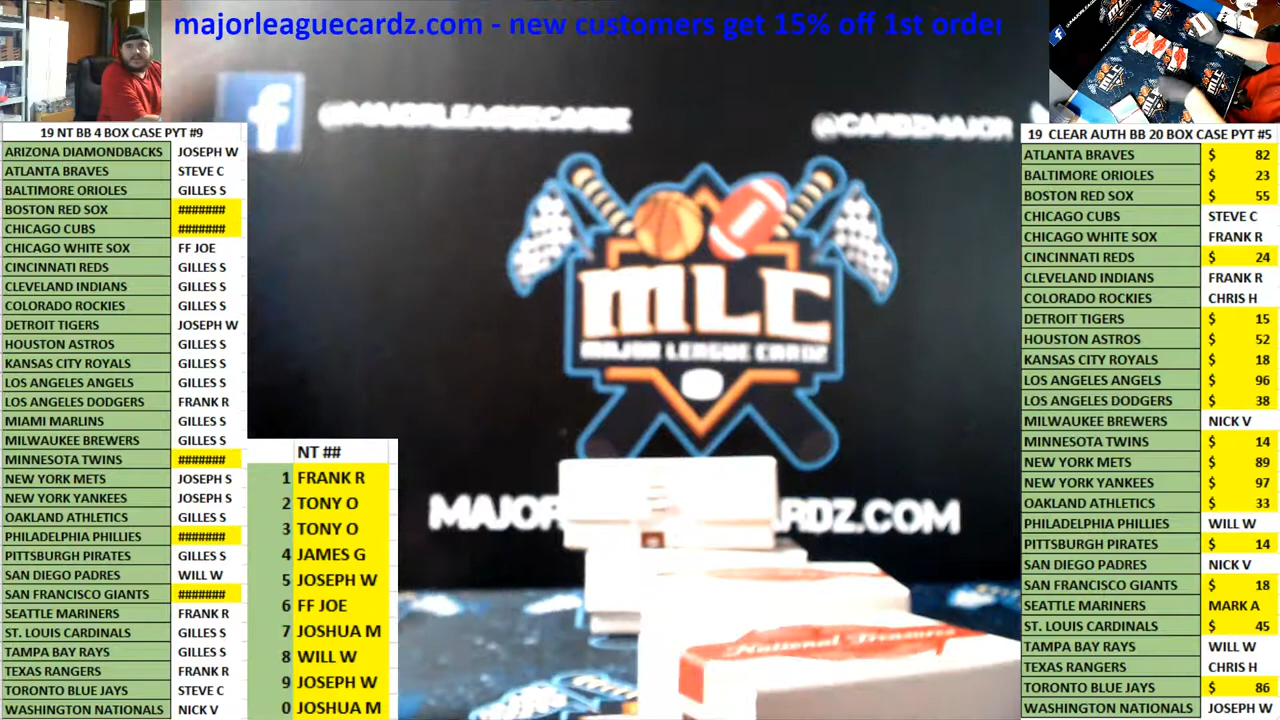 majorleaguecardz.com - new customers get 15% off 1st order
@MAJORLEAGUECARDZ
@CARDZMAJOR
MLC
MAJOR LEAGUE CARDZ
National Treasures
19 NT BB 4 BOX CASE PYT #9
ARIZONA DIAMONDBACKS JOSEPH W
ATLANTA BRAVES STEVE C
BALTIMORE ORIOLES GILLES S
BOSTON RED SOX #######
CHICAGO CUBS #######
CHICAGO WHITE SOX FF JOE
CINCINNATI REDS GILLES S
CLEVELAND INDIANS GILLES S
COLORADO ROCKIES GILLES S
DETROIT TIGERS JOSEPH W
HOUSTON ASTROS GILLES S
KANSAS CITY ROYALS GILLES S
LOS ANGELES ANGELS GILLES S
LOS ANGELES DODGERS FRANK R
MIAMI MARLINS GILLES S
MILWAUKEE BREWERS GILLES S
MINNESOTA TWINS #######
NEW YORK METS JOSEPH S
NEW YORK YANKEES JOSEPH S
OAKLAND ATHLETICS GILLES S
PHILADELPHIA PHILLIES #######
PITTSBURGH PIRATES GILLES S
SAN DIEGO PADRES WILL W
SAN FRANCISCO GIANTS #######
SEATTLE MARINERS FRANK R
ST. LOUIS CARDINALS GILLES S
TAMPA BAY RAYS GILLES S
TEXAS RANGERS FRANK R
TORONTO BLUE JAYS STEVE C
WASHINGTON NATIONALS NICK V
NT ##
1 FRANK R
2 TONY O
3 TONY O
4 JAMES G
5 JOSEPH W
6 FF JOE
7 JOSHUA M
8 WILL W
9 JOSEPH W
0 JOSHUA M
19 CLEAR AUTH BB 20 BOX CASE PYT #5
ATLANTA BRAVES $ 82
BALTIMORE ORIOLES $ 23
BOSTON RED SOX $ 55
CHICAGO CUBS STEVE C
CHICAGO WHITE SOX FRANK R
CINCINNATI REDS $ 24
CLEVELAND INDIANS FRANK R
COLORADO ROCKIES CHRIS H
DETROIT TIGERS $ 15
HOUSTON ASTROS $ 52
KANSAS CITY ROYALS $ 18
LOS ANGELES ANGELS $ 96
LOS ANGELES DODGERS $ 38
MILWAUKEE BREWERS NICK V
MINNESOTA TWINS $ 14
NEW YORK METS $ 89
NEW YORK YANKEES $ 97
OAKLAND ATHLETICS $ 33
PHILADELPHIA PHILLIES WILL W
PITTSBURGH PIRATES $ 14
SAN DIEGO PADRES NICK V
SAN FRANCISCO GIANTS $ 18
SEATTLE MARINERS MARK A
ST. LOUIS CARDINALS $ 45
TAMPA BAY RAYS WILL W
TEXAS RANGERS CHRIS H
TORONTO BLUE JAYS $ 86
WASHINGTON NATIONALS JOSEPH W